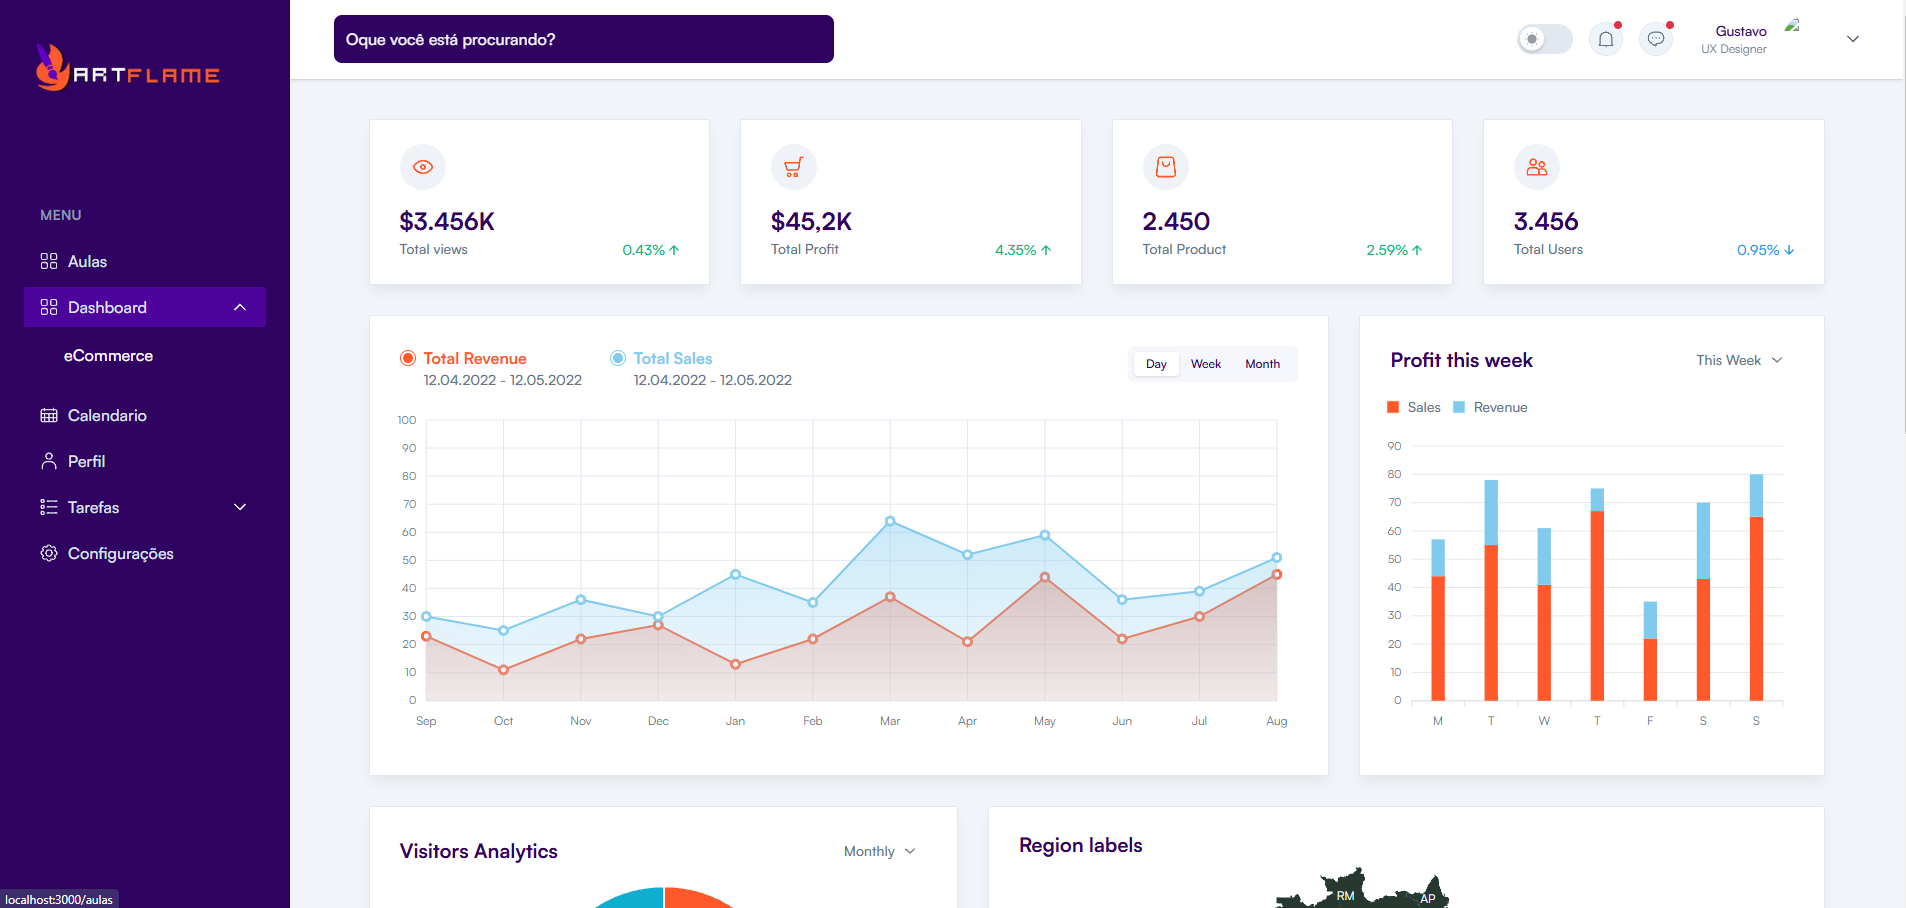 ARTFLAME
MENU
Aulas
Dashboard
eCommerce
Calendario
Perfil
Tarefas
Configurações
localhost:3000/aulas
Oque você está procurando?
Gustavo
UX Designer
$3.456K
Total views
0.43%
$45,2K
Total Profit
4.35%
2.450
Total Product
2.59%
3.456
Total Users
0.95%
Total Revenue
12.04.2022 - 12.05.2022
Total Sales
12.04.2022 - 12.05.2022
Day Week Month
100
90
80
70
60
50
40
30
20
10
0
Sep Oct Nov Dec Jan Feb Mar Apr May Jun Jul Aug
Profit this week
This Week
Sales Revenue
90
80
70
60
50
40
30
20
10
0
M T W T F S S
Visitors Analytics
Monthly
Region labels
RM
AP